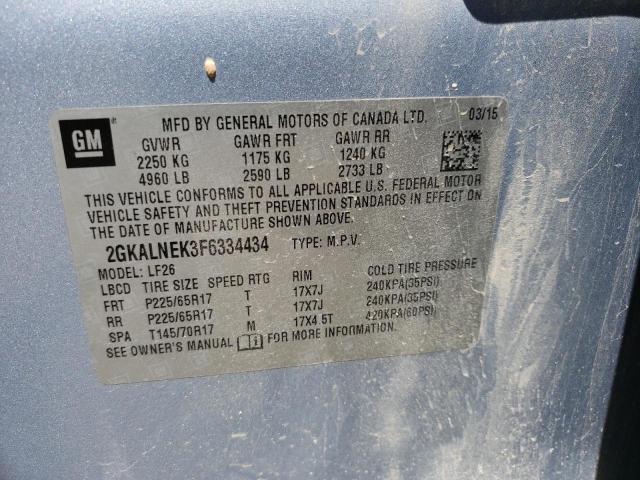 GM
MFD BY GENERAL MOTORS OF CANADA LTD. 03/15
GVWR GAWR FRT GAWR RR
2250 KG 1175 KG 1240 KG
4960 LB 2590 LB 2733 LB
THIS VEHICLE CONFORMS TO ALL APPLICABLE U.S. FEDERAL MOTOR
VEHICLE SAFETY AND THEFT PREVENTION STANDARDS IN EFFECT ON
THE DATE OF MANUFACTURE SHOWN ABOVE.
2GKALNEK3F6334434 TYPE: M.P.V.
MODEL: LF26
LBCD TIRE SIZE SPEED RTG RIM COLD TIRE PRESSURE
FRT P225/65R17 T 17X7J 240KPA(35PSI)
RR P225/65R17 T 17X7J 240KPA(35PSI)
SPA T145/70R17 M 17X4.5T 420KPA(60PSI)
SEE OWNER'S MANUAL FOR MORE INFORMATION.